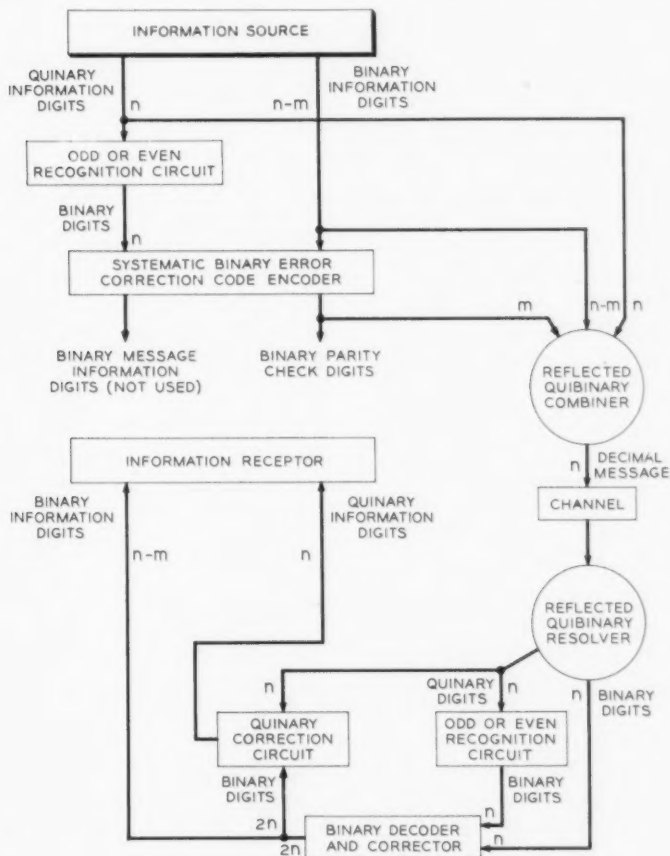 INFORMATION SOURCE
QUINARY
INFORMATION
DIGITS
n
n-m
BINARY
INFORMATION
DIGITS
ODD OR EVEN
RECOGNITION CIRCUIT
BINARY
DIGITS
n
SYSTEMATIC BINARY ERROR
CORRECTION CODE ENCODER
m
n-m
n
BINARY MESSAGE
INFORMATION
DIGITS (NOT USED)
BINARY PARITY
CHECK DIGITS
REFLECTED
QUIBINARY
COMBINER
n
DECIMAL
MESSAGE
CHANNEL
INFORMATION RECEPTOR
BINARY
INFORMATION
DIGITS
n-m
QUINARY
INFORMATION
DIGITS
n
REFLECTED
QUIBINARY
RESOLVER
n
QUINARY
DIGITS
n
n
BINARY
DIGITS
QUINARY
CORRECTION
CIRCUIT
ODD OR EVEN
RECOGNITION
CIRCUIT
BINARY
DIGITS
BINARY
DIGITS
n
2n
2n
BINARY DECODER
AND CORRECTOR
n